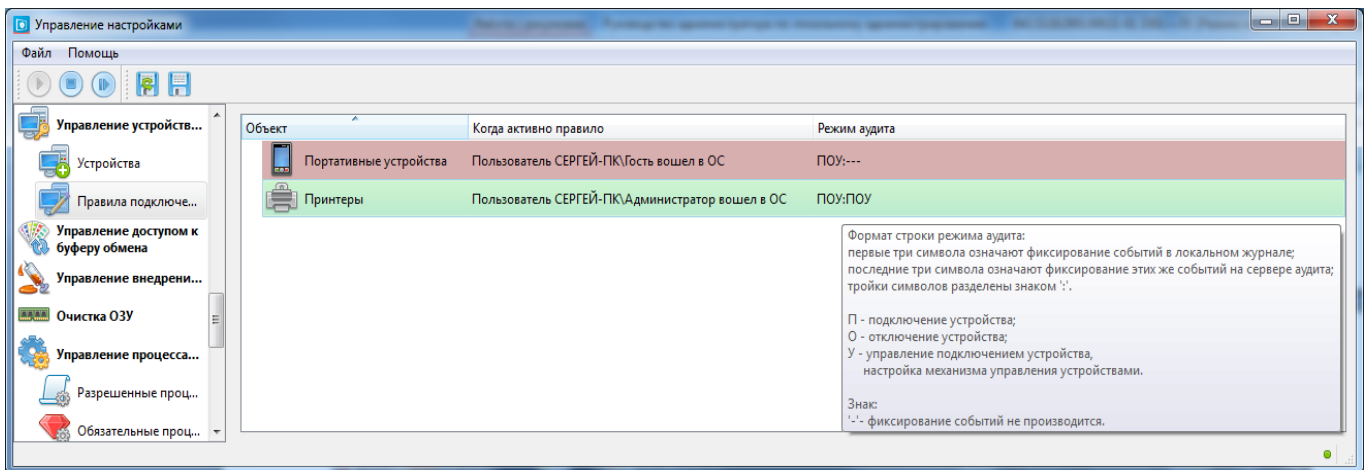 Управление настройками
Файл Помощь
Управление устройств...
Устройства
Правила подключе...
Управление доступом к
буферу обмена
Управление внедрени...
Очистка ОЗУ
Управление процесса...
Разрешенные проц...
Обязательные проц...
Объект Когда активно правило Режим аудита
Портативные устройства Пользователь СЕРГЕЙ-ПК\Гость вошел в ОС ПОУ:---
Принтеры Пользователь СЕРГЕЙ-ПК\Администратор вошел в ОС ПОУ:ПОУ
Формат строки режима аудита:
первые три символа означают фиксирование событий в локальном журнале;
последние три символа означают фиксирование этих же событий на сервере аудита;
тройки символов разделены знаком ':'.
П - подключение устройства;
О - отключение устройства;
У - управление подключением устройства,
настройка механизма управления устройствами.
Знак:
'-'- фиксирование событий не производится.